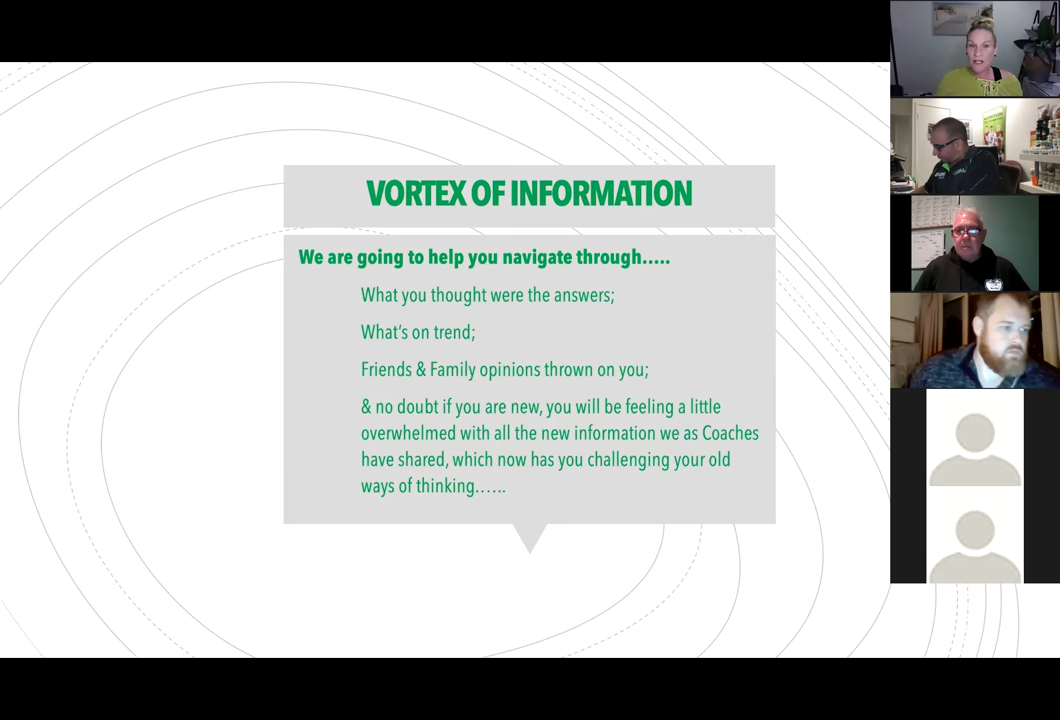 VORTEX OF INFORMATION
We are going to help you navigate through.....
What you thought were the answers;
What's on trend;
Friends & Family opinions thrown on you;
& no doubt if you are new, you will be feeling a little
overwhelmed with all the new information we as Coaches
have shared, which now has you challenging your old
ways of thinking......